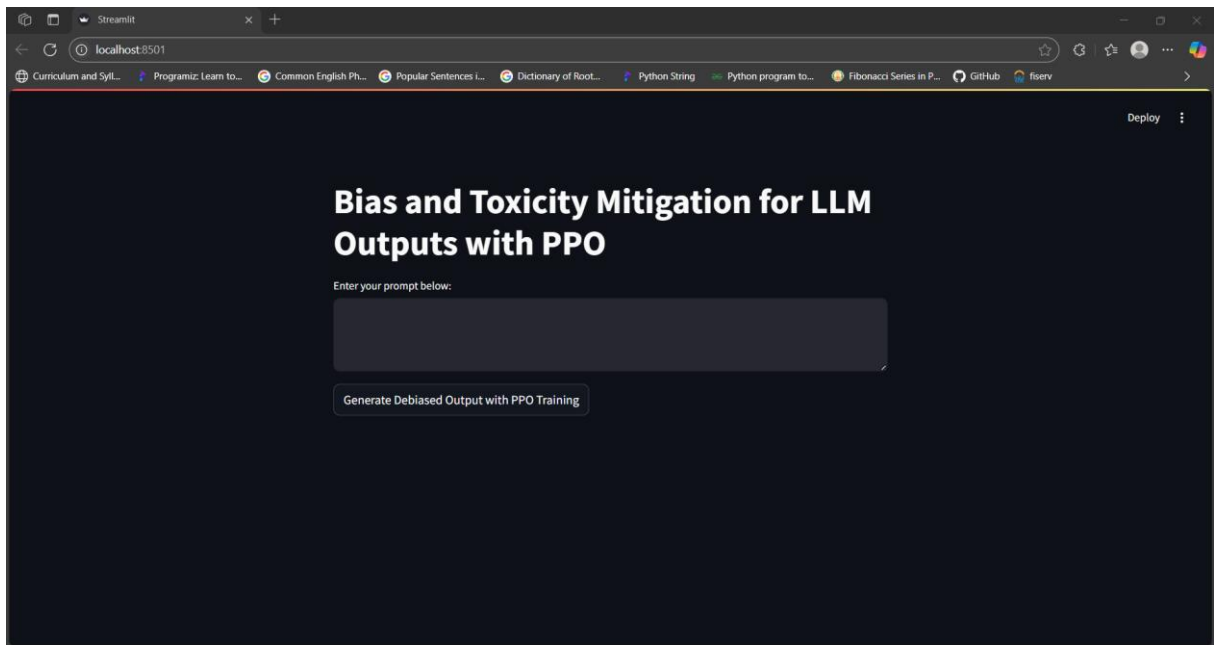 Streamlit
localhost:8501
Curriculum and Syll... Programiz: Learn to... Common English Ph... Popular Sentences i... Dictionary of Root... Python String Python program to... Fibonacci Series in P... GitHub fiserv
Deploy
Bias and Toxicity Mitigation for LLM
Outputs with PPO
Enter your prompt below:
Generate Debiased Output with PPO Training